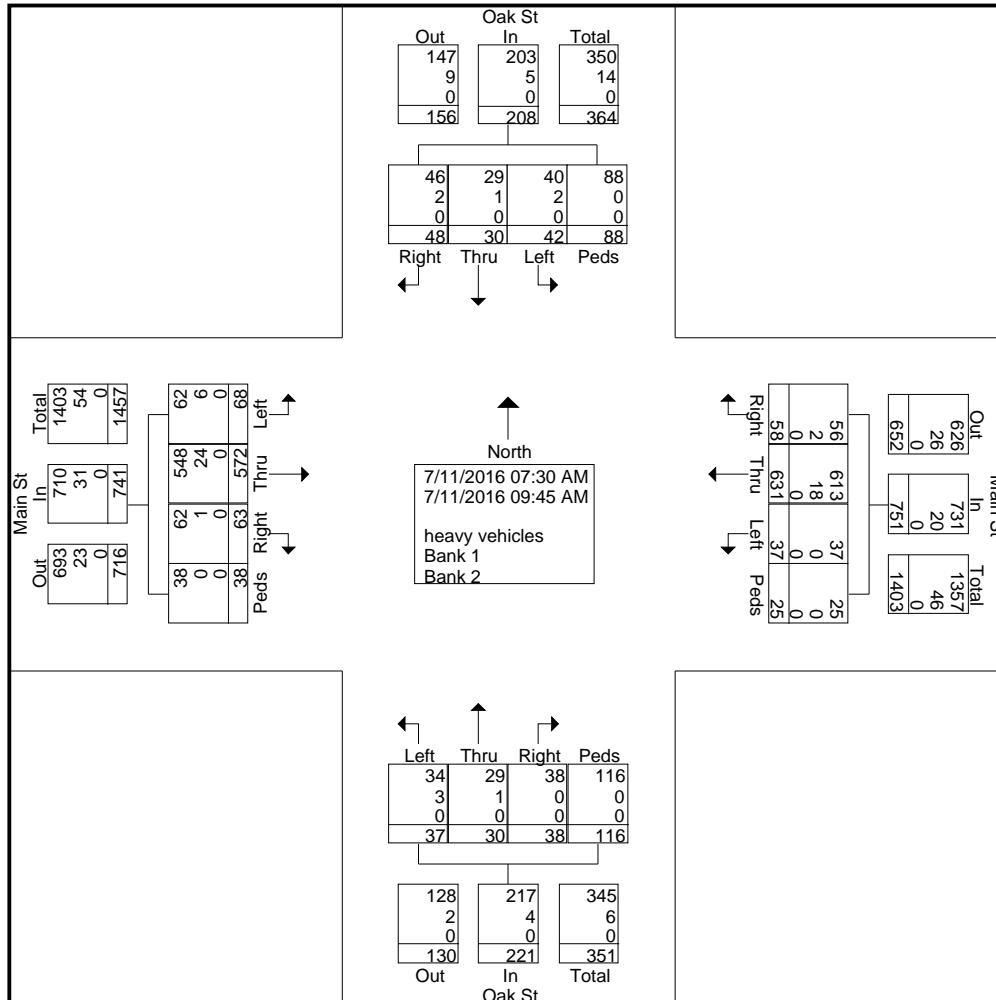 Oak St
Out In Total
147 203 350
9 5 14
0 0 0
156 208 364
46 29 40 88
2 1 2 0
0 0 0 0
48 30 42 88
Right Thru Left Peds
Main St
Total In Out
1403 710 693
54 31 23
0 0 0
1457 741 716
62 548 62 38
6 24 1 0
0 0 0 0
68 572 63 38
Left Thru Right Peds
North
7/11/2016 07:30 AM
7/11/2016 09:45 AM
heavy vehicles
Bank 1
Bank 2
Right Thru Left Peds
58 631 37 25
0 0 0 0
2 18 0 0
56 613 37 25
652 751 1403
0 0 0
26 20 46
626 731 1357
Out In Total
Main St
Left Thru Right Peds
34 29 38 116
3 1 0 0
0 0 0 0
37 30 38 116
128 217 345
2 4 6
0 0 0
130 221 351
Out In Total
Oak St